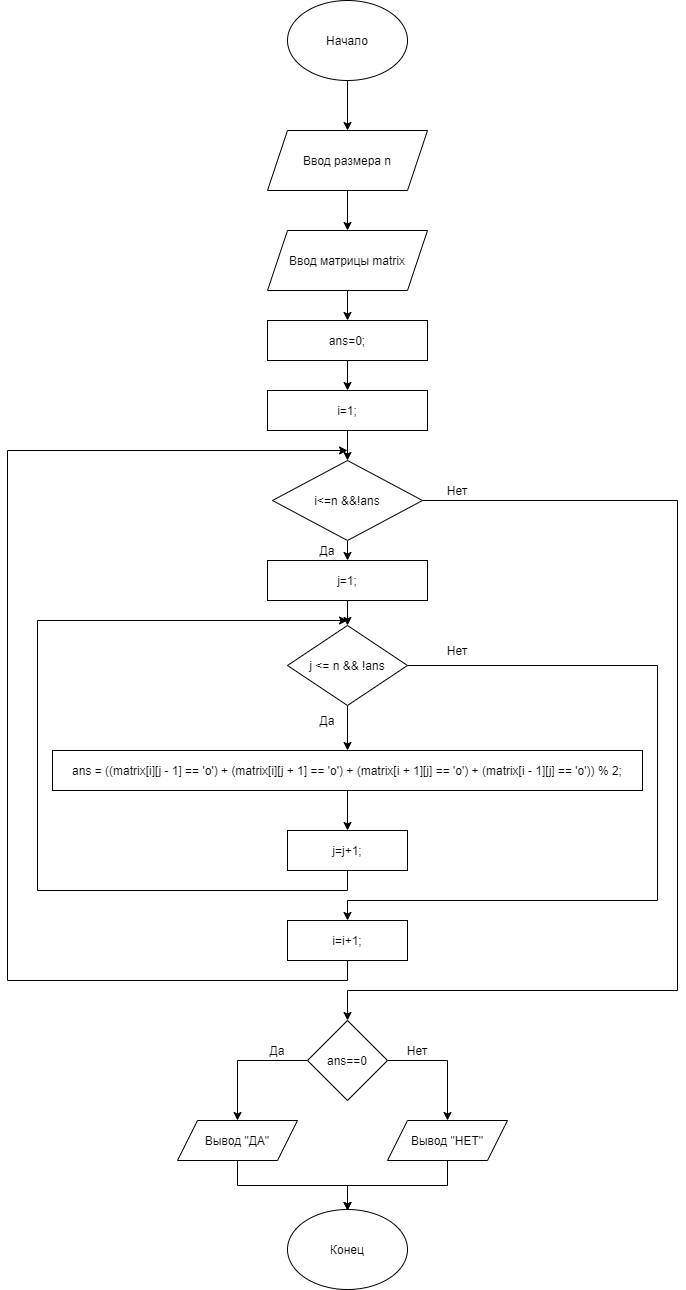 Начало
Ввод размера n
Ввод матрицы matrix
ans=0;
i=1;
i<=n &&!ans
Нет
Да
j=1;
j <= n && !ans
Нет
Да
ans = ((matrix[i][j - 1] == 'o') + (matrix[i][j + 1] == 'o') + (matrix[i + 1][j] == 'o') + (matrix[i - 1][j] == 'o')) % 2;
j=j+1;
i=i+1;
ans==0
Да
Нет
Вывод "ДА"
Вывод "НЕТ"
Конец